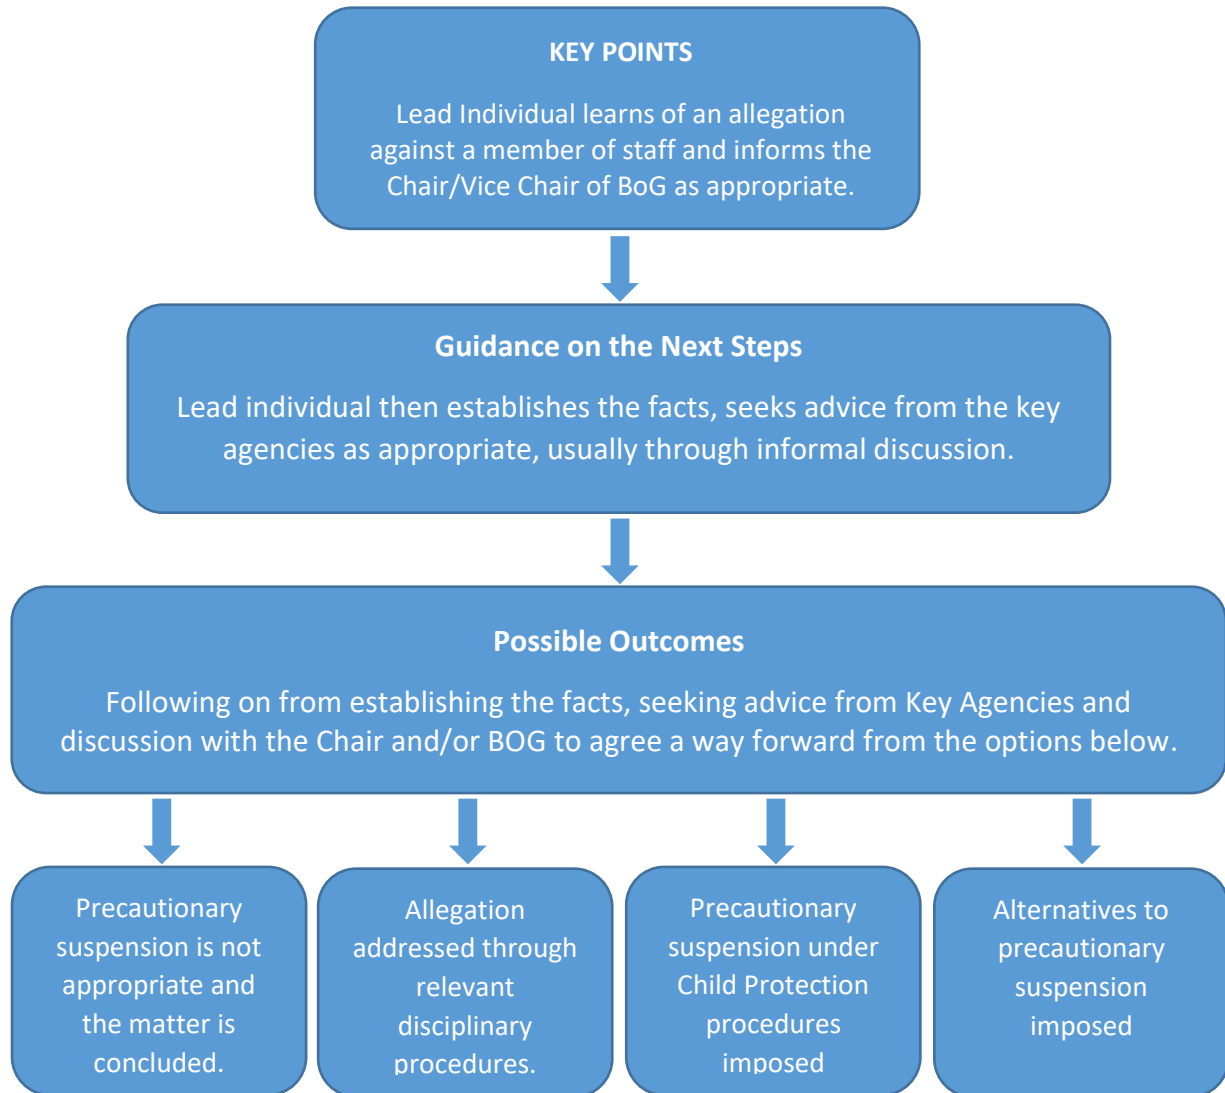 KEY POINTS
Lead Individual learns of an allegation
against a member of staff and informs the
Chair/Vice Chair of BoG as appropriate.
Guidance on the Next Steps
Lead individual then establishes the facts, seeks advice from the key
agencies as appropriate, usually through informal discussion.
Possible Outcomes
Following on from establishing the facts, seeking advice from Key Agencies and
discussion with the Chair and/or BOG to agree a way forward from the options below.
Precautionary
suspension is not
appropriate and
the matter is
concluded.
Allegation
addressed through
relevant
disciplinary
procedures.
Precautionary
suspension under
Child Protection
procedures
imposed
Alternatives to
precautionary
suspension
imposed